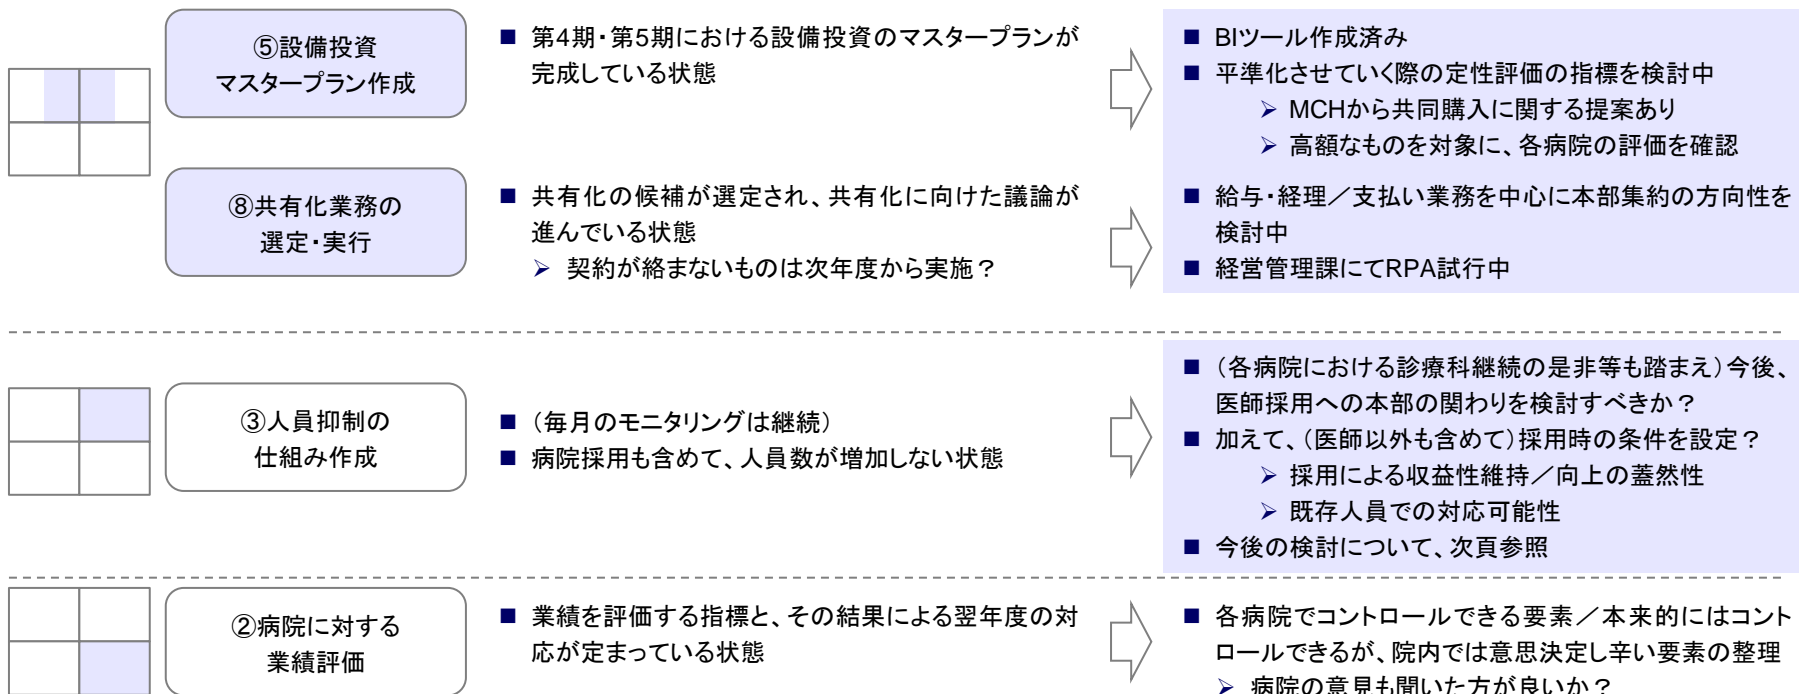 ⑤設備投資
マスタープラン作成
■ 第4期・第5期における設備投資のマスタープランが
完成している状態
■ BIツール作成済み
■ 平準化させていく際の定性評価の指標を検討中
➢ MCHから共同購入に関する提案あり
➢ 高額なものを対象に、各病院の評価を確認
⑧共有化業務の
選定・実行
■ 共有化の候補が選定され、共有化に向けた議論が
進んでいる状態
➢ 契約が絡まないものは次年度から実施？
■ 給与・経理／支払い業務を中心に本部集約の方向性を
検討中
■ 経営管理課にてRPA試行中
③人員抑制の
仕組み作成
■ （毎月のモニタリングは継続）
■ 病院採用も含めて、人員数が増加しない状態
■ （各病院における診療科継続の是非等も踏まえ）今後、
医師採用への本部の関わりを検討すべきか？
■ 加えて、（医師以外も含めて）採用時の条件を設定？
➢ 採用による収益性維持／向上の蓋然性
➢ 既存人員での対応可能性
■ 今後の検討について、次頁参照
②病院に対する
業績評価
■ 業績を評価する指標と、その結果による翌年度の対
応が定まっている状態
■ 各病院でコントロールできる要素／本来的にはコント
ロールできるが、院内では意思決定し辛い要素の整理
➢ 病院の意見も聞いた方が良いか？